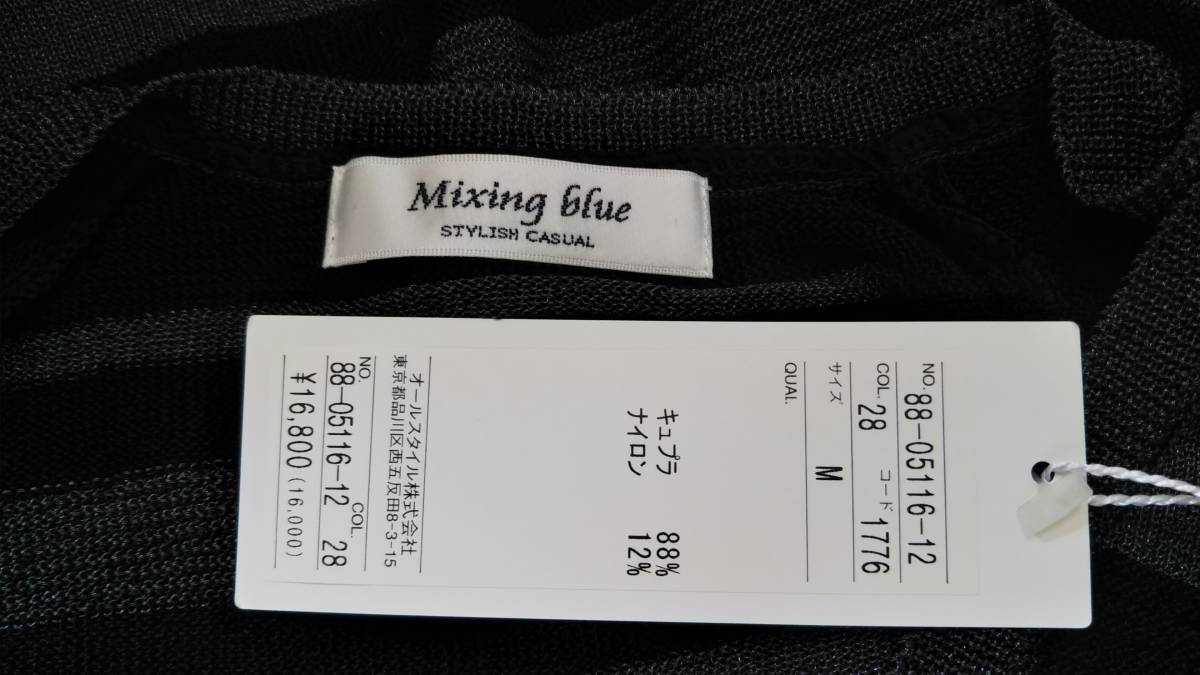 Mixing blue
STYLISH CASUAL
NO. 88-05116-12
COL. 28 コード 1776
サイズ M
QUAL.
キュプラ 88%
ナイロン 12%
オールスタイル株式会社
東京都品川区西五反田8-3-15
NO. COL.
88-05116-12 28
¥16,800(16,000)